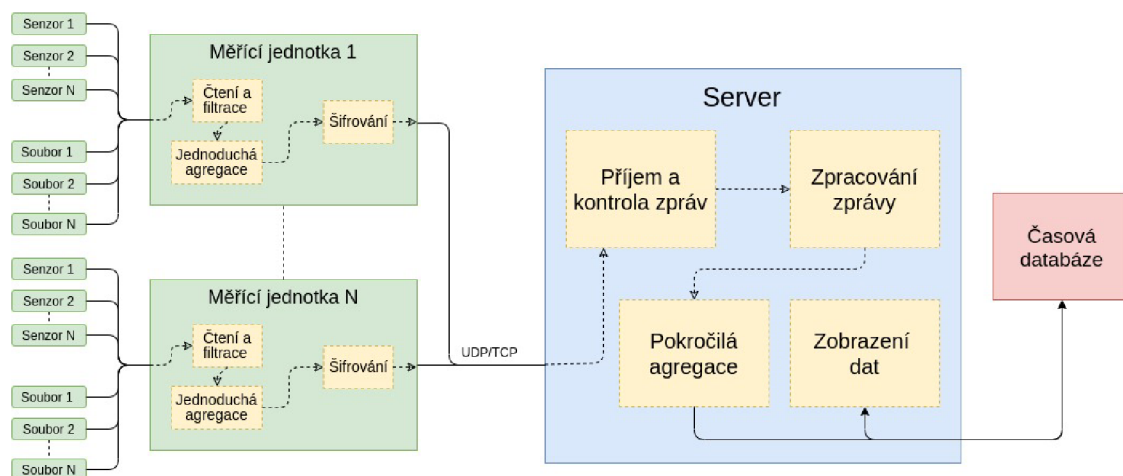 Senzor 1
Senzor 2
Senzor N
Soubor 1
Soubor 2
Soubor N
Měřící jednotka 1
Čtení a
filtrace
Jednoduchá
agregace
Šifrování
Senzor 1
Senzor 2
Senzor N
Soubor 1
Soubor 2
Soubor N
Měřící jednotka N
Čtení a
filtrace
Jednoduchá
agregace
Šifrování
UDP/TCP
Server
Příjem a
kontrola zpráv
Zpracování
zprávy
Pokročilá
agregace
Zobrazení
dat
Časová
databáze